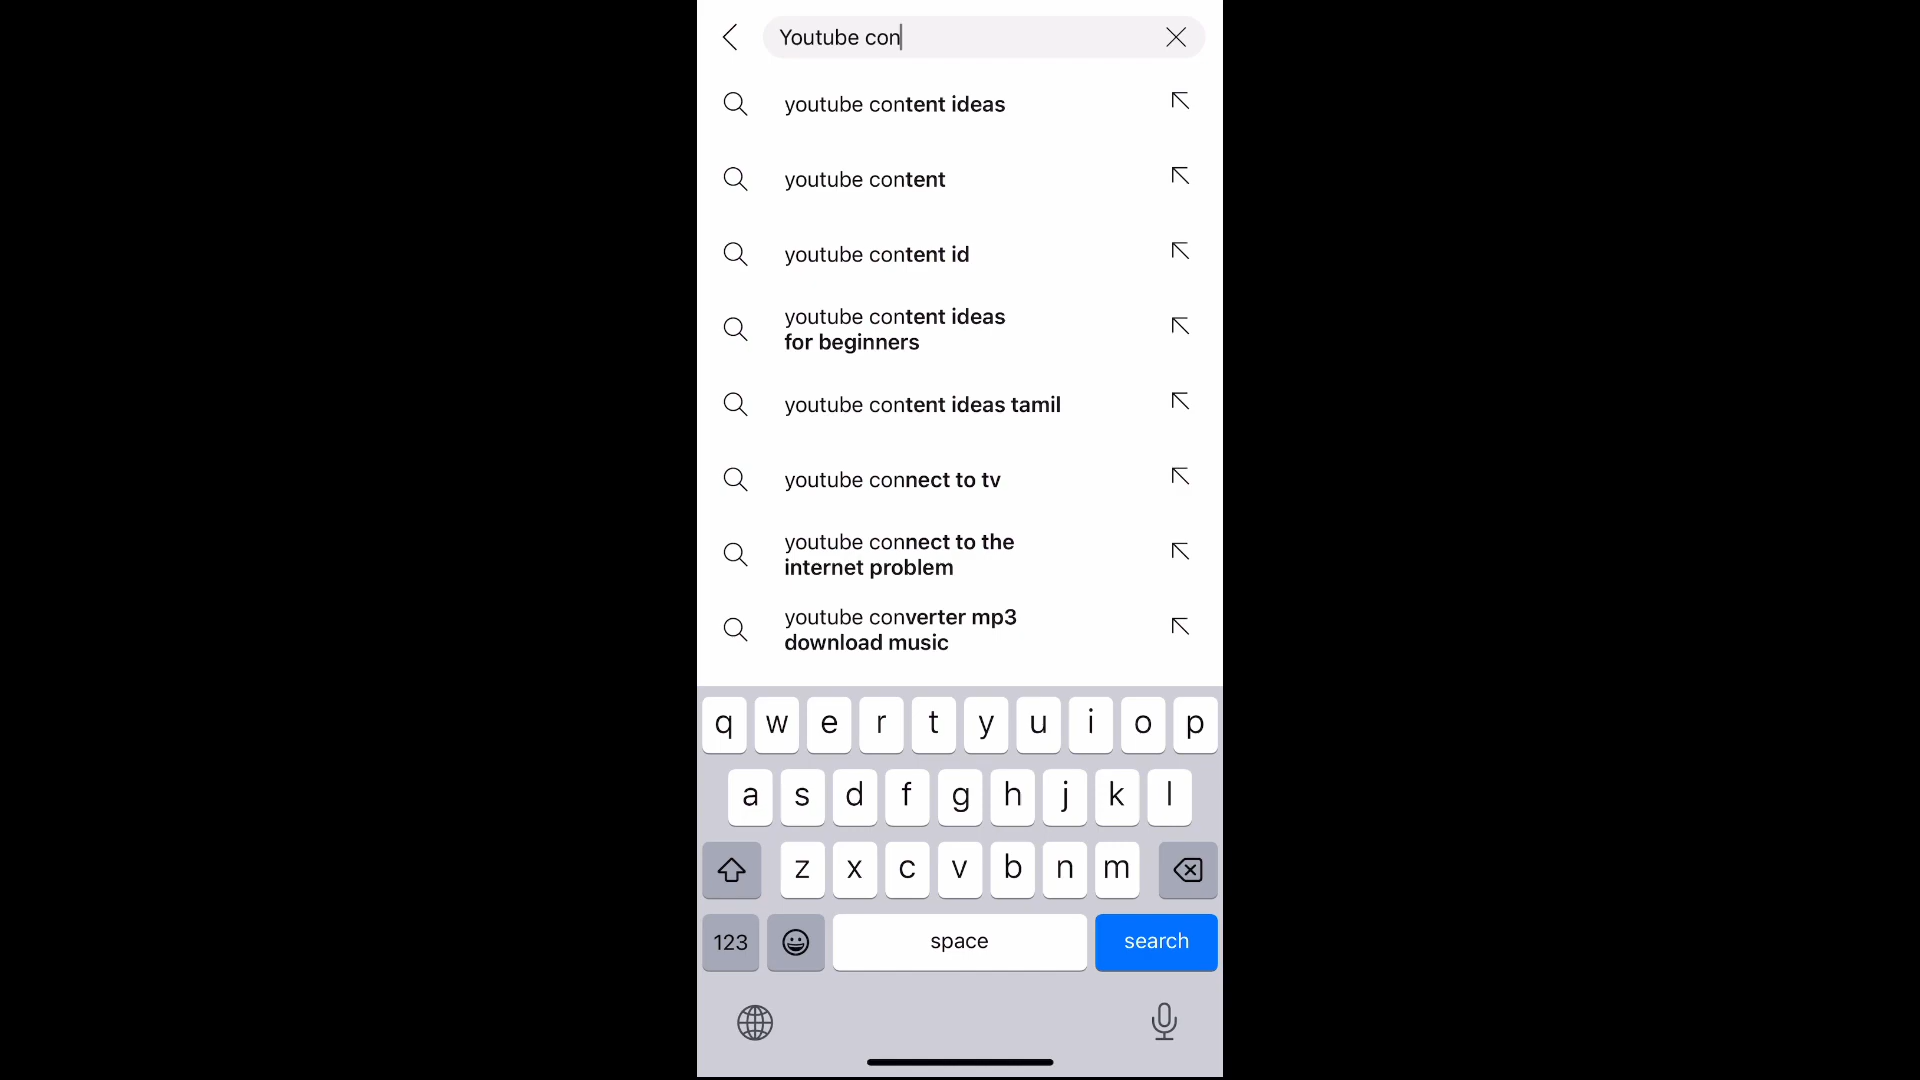 Youtube con
youtube content ideas
youtube content
youtube content id
youtube content ideas
for beginners
youtube content ideas tamil
youtube connect to tv
youtube connect to the
internet problem
youtube converter mp3
download music
q w e r t y u i o p
a s d f g h j k l
z x c v b n m
123 space search